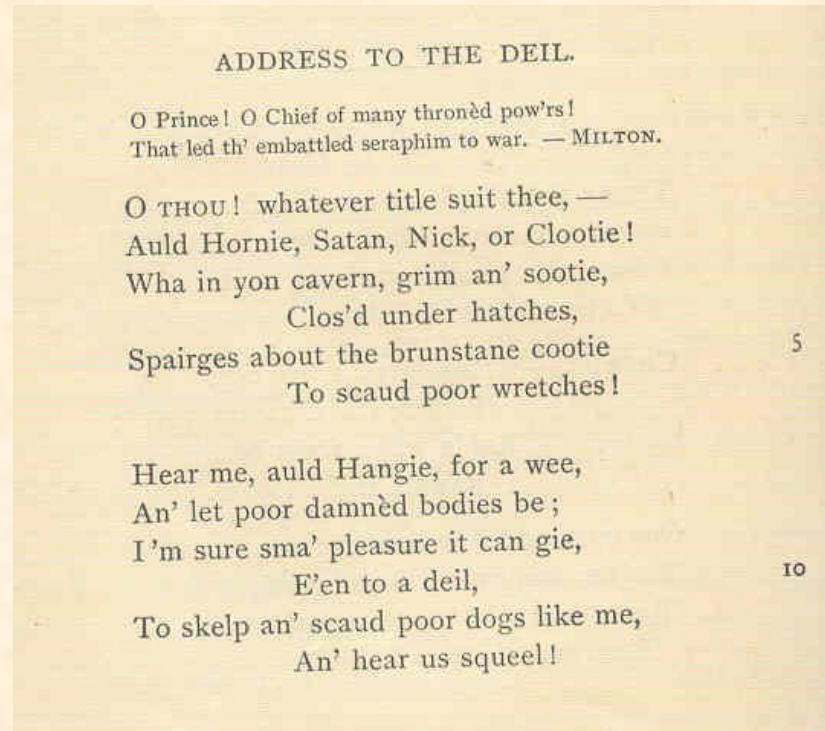 ADDRESS TO THE DEIL.
O Prince! O Chief of many thronèd pow'rs!
That led th' embattled seraphim to war. — MILTON.
O THOU! whatever title suit thee, —
Auld Hornie, Satan, Nick, or Clootie!
Wha in yon cavern, grim an' sootie,
Clos'd under hatches,
Spairges about the brunstane cootie 5
To scaud poor wretches!
Hear me, auld Hangie, for a wee,
An' let poor damnèd bodies be;
I'm sure sma' pleasure it can gie,
E'en to a deil, 10
To skelp an' scaud poor dogs like me,
An' hear us squeel!